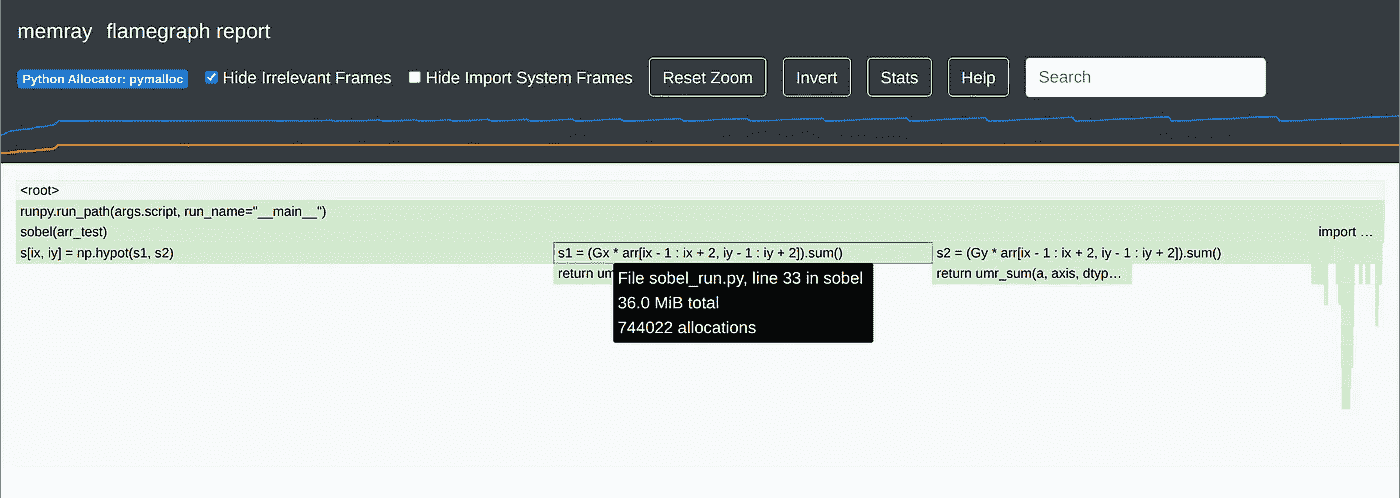 memray flamegraph report
Python Allocator: pymalloc Hide Irrelevant Frames Hide Import System Frames Reset Zoom Invert Stats Help Search
<root>
runpy.run_path(args.script, run_name="__main__")
sobel(arr_test) import …
s[ix, iy] = np.hypot(s1, s2) s1 = (Gx * arr[ix - 1 : ix + 2, iy - 1 : iy + 2]).sum() s2 = (Gy * arr[ix - 1 : ix + 2, iy - 1 : iy + 2]).sum()
return um return umr_sum(a, axis, dtyp…
File sobel_run.py, line 33 in sobel
36.0 MiB total
744022 allocations